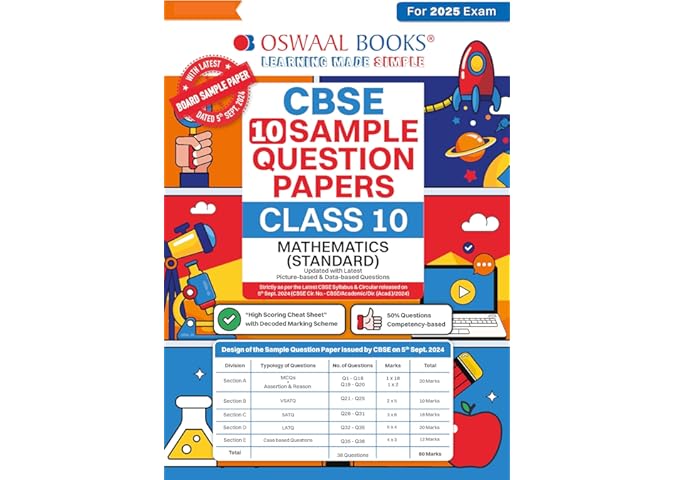 For 2025 Exam
OSWAAL BOOKS®
LEARNING MADE SIMPLE
WITH LATEST
BOARD SAMPLE PAPER
DATED 5th SEPT. 2024
CBSE
10 SAMPLE
QUESTION
PAPERS
CLASS 10
MATHEMATICS
(STANDARD)
Updated with Latest
Picture-based & Data-based Questions
Strictly as per the Latest CBSE Syllabus & Circular released on
5th Sept. 2024 (CBSE Cir. No.- CBSE/Academic/Dir (Acad)/2024)
"High Scoring Cheat Sheet"
with Decoded Marking Scheme
50% Questions
Competency-based
Design of the Sample Question Paper Issued by CBSE on 5th Sept. 2024
Division Typology of Questions No. of Questions Marks Total
Section A MCQs + Assertion & Reason Q1 - Q18 Q19 - Q20 1 x 18 1 x 2 20 Marks
Section B VSATQ Q21 - Q25 2 x 5 10 Marks
Section C SATQ Q26 - Q31 3 x 6 18 Marks
Section D LATQ Q32 - Q35 20 Marks
Section E Case based Questions Q36 - Q38 4 x 3 12 Marks
Total 38 Questions 80 Marks